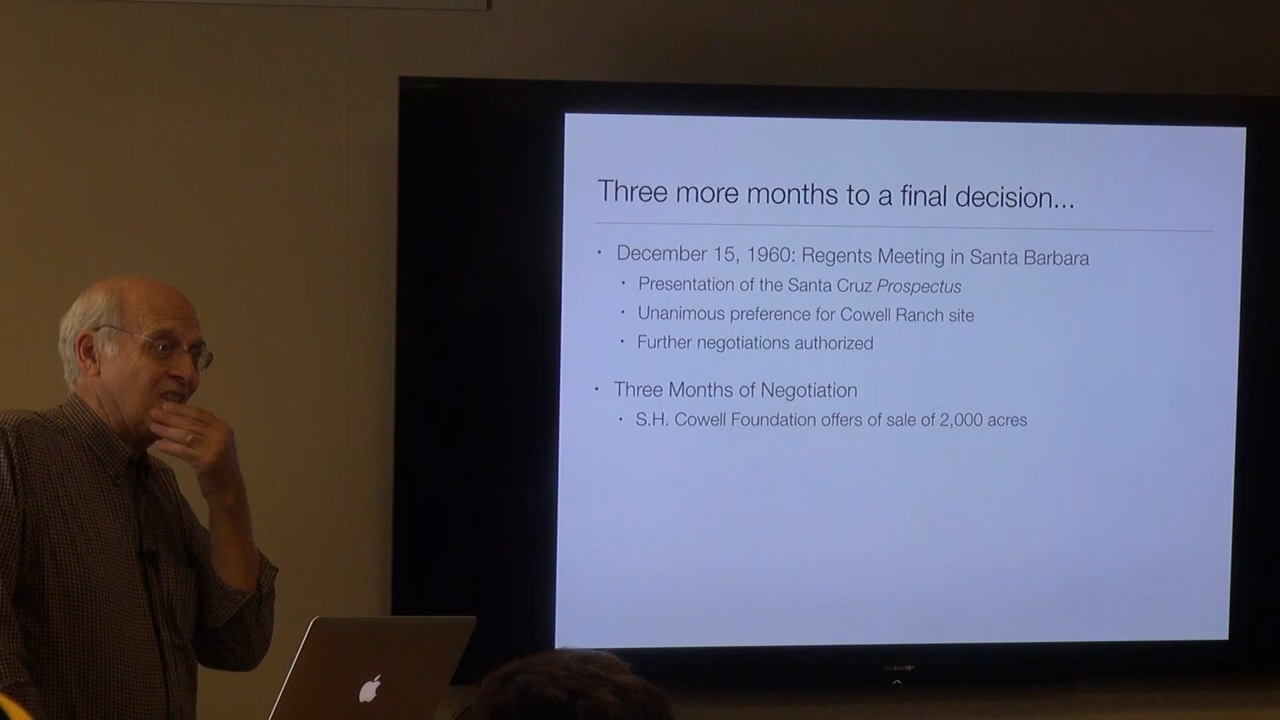 Three more months to a final decision...
• December 15, 1960: Regents Meeting in Santa Barbara
• Presentation of the Santa Cruz Prospectus
• Unanimous preference for Cowell Ranch site
• Further negotiations authorized
• Three Months of Negotiation
• S.H. Cowell Foundation offers of sale of 2,000 acres
SHARP